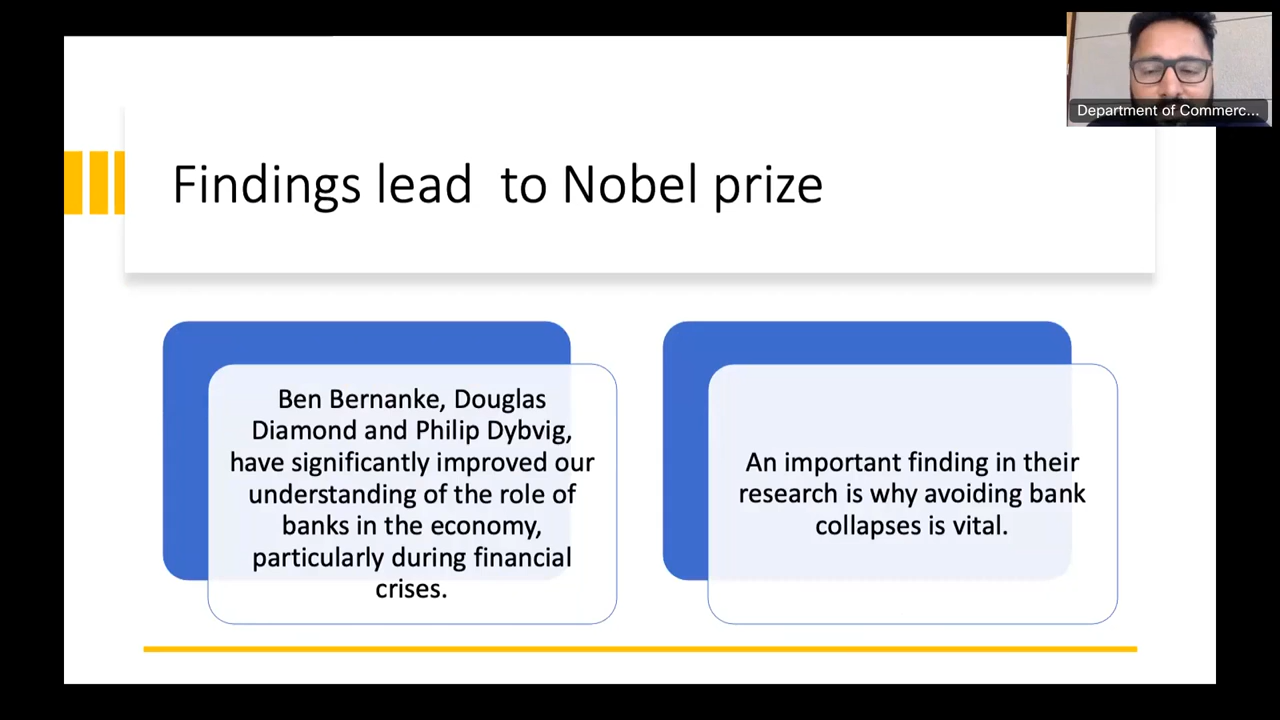 Department of Commerc...
Findings lead  to Nobel prize
Ben Bernanke, Douglas
Diamond and Philip Dybvig,
have significantly improved our
understanding of the role of
banks in the economy,
particularly during financial
crises.
An important finding in their
research is why avoiding bank
collapses is vital.